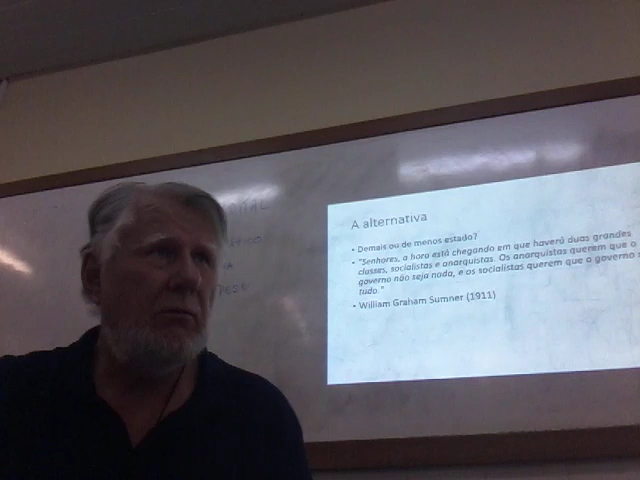 A alternativa
• Demais ou de menos estado?
• "Senhores, a hora está chegando em que haverá duas grandes
classes, socialistas e anarquistas. Os anarquistas querem que o
governo não seja nada, e os socialistas querem que o governo
tudo."
• William Graham Sumner (1911)